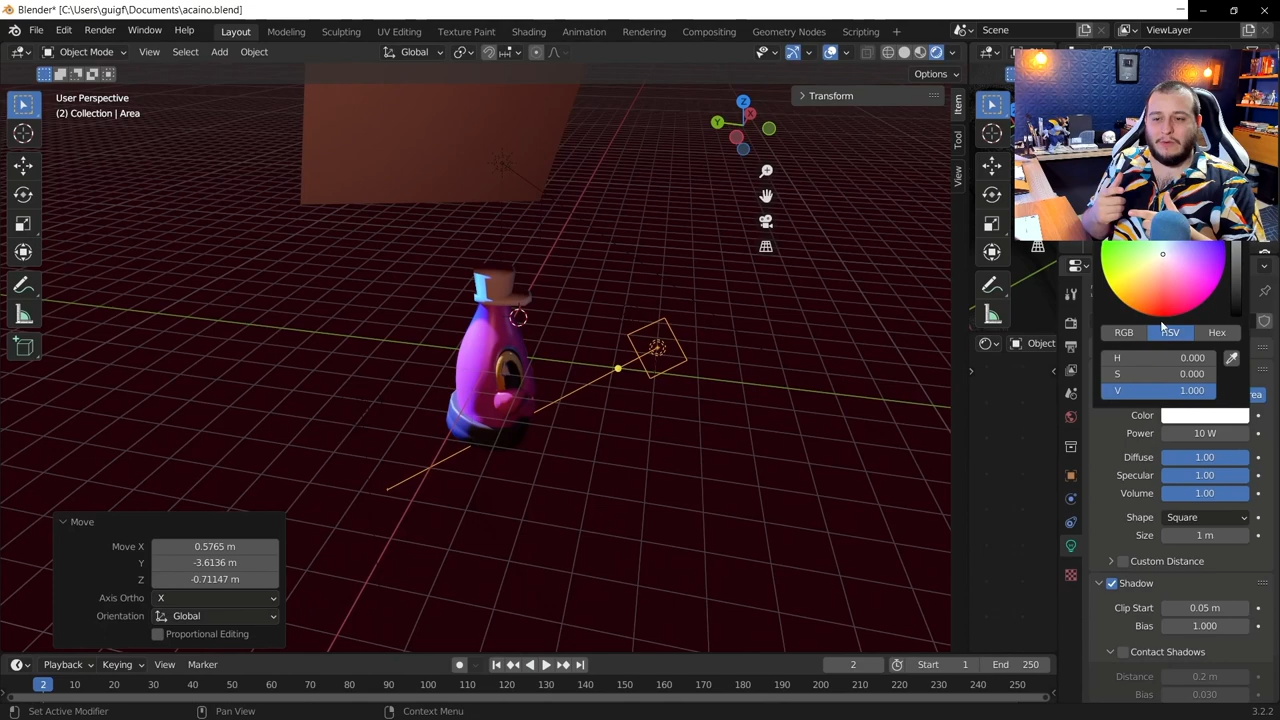 Blender* [C:\Users\guigf\Documents\acaino.blend]
File Edit Render Window Help Layout Modeling Sculpting UV Editing Texture Paint Shading Animation Rendering Compositing Geometry Nodes Scripting + Scene ViewLayer
Object Mode View Select Add Object Global
Options
User Perspective
(2) Collection | Area
Transform
Item
Tool
View
Z
Y
X
RGB HSV Hex
Object
H 0.000
S 0.000
V 1.000
ea
Color
Power 10 W
Diffuse 1.00
Specular 1.00
Volume 1.00
Shape Square
Size 1 m
Custom Distance
Shadow
Clip Start 0.05 m
Bias 1.000
Contact Shadows
Distance 0.2 m
Bias 0.030
Move
Move X 0.5765 m
Y -3.6136 m
Z -0.71147 m
Axis Ortho X
Orientation Global
Proportional Editing
Playback Keying View Marker 2 Start 1 End 250
2 10 20 30 40 50 60 70 80 90 100 110 120 130 140 150 160 170 180 190 200 210 220 230 240 250
Set Active Modifier Pan View Context Menu 3.2.2